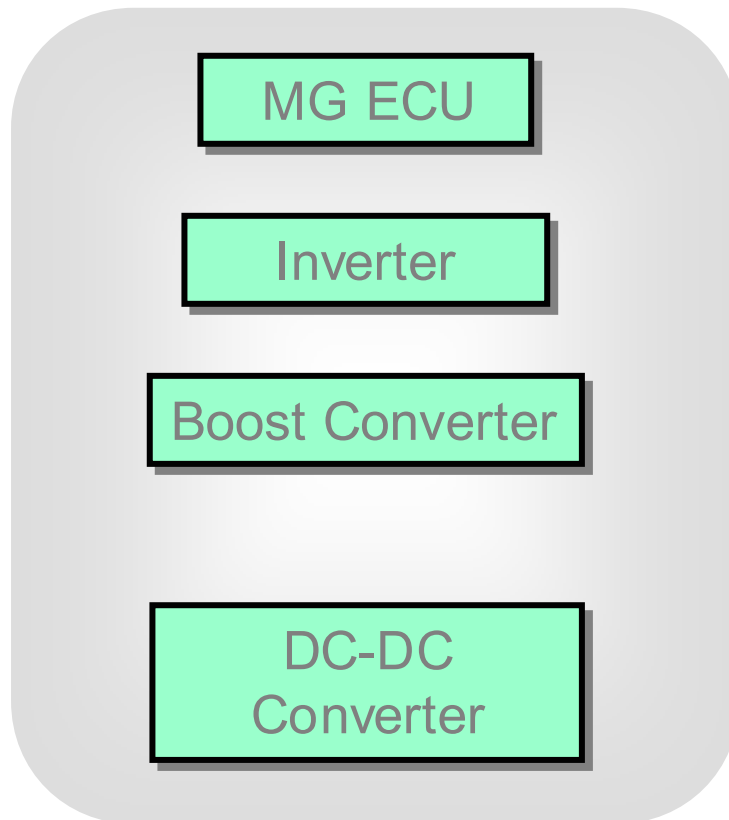 MG ECU
Inverter
Boost Converter
DC-DC
Converter